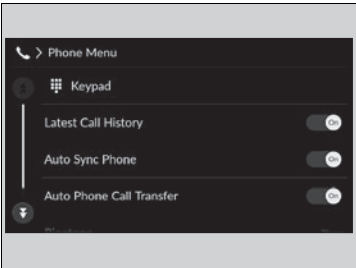 Phone Menu
Keypad
Latest Call History
On
Auto Sync Phone
On
Auto Phone Call Transfer
On